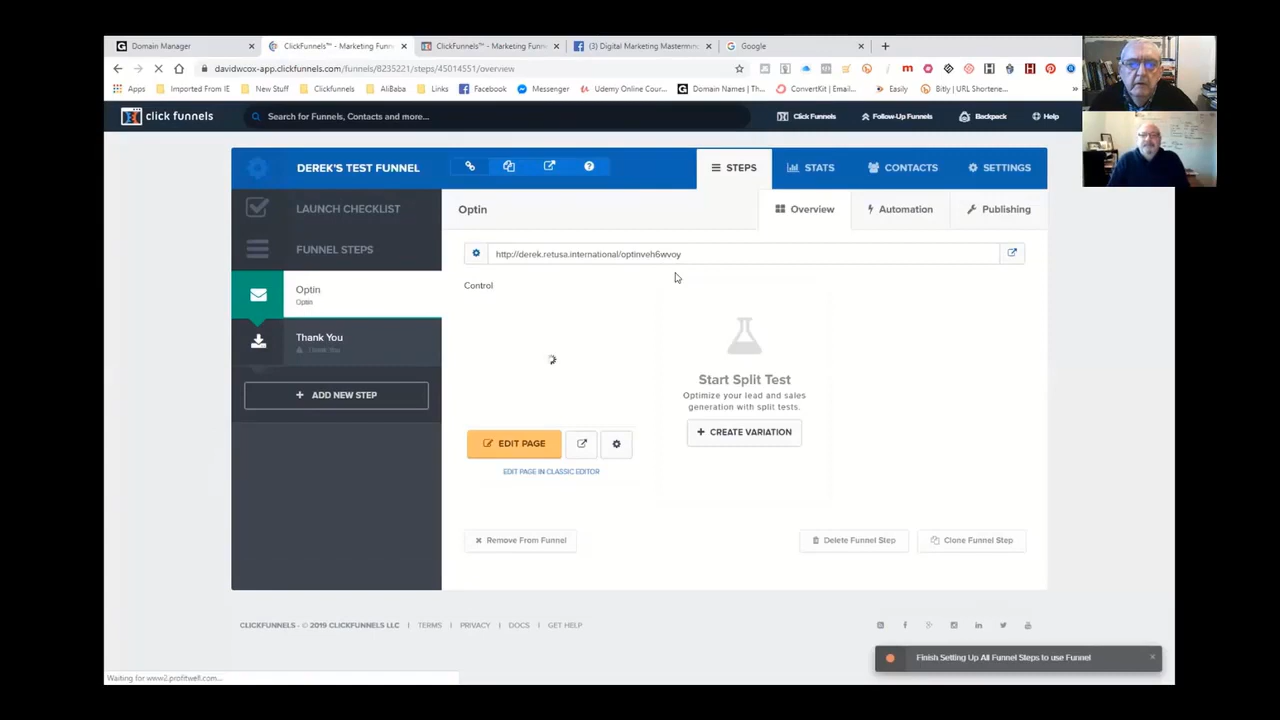 Domain Manager
ClickFunnels™ - Marketing Funn
ClickFunnels™ - Marketing Funn
(3) Digital Marketing Mastermin
Google
davidwcox-app.clickfunnels.com/funnels/8235221/steps/45014551/overview
Apps
Imported From IE
New Stuff
Clickfunnels
AliBaba
Links
Facebook
Messenger
Udemy Online Cour...
Domain Names | Th...
ConvertKit | Email...
Easily
Bitly | URL Shortene...
click funnels
Search for Funnels, Contacts and more...
Click Funnels
Follow-Up Funnels
Backpack
Help
DEREK'S TEST FUNNEL
STEPS
STATS
CONTACTS
SETTINGS
LAUNCH CHECKLIST
Optin
Overview
Automation
Publishing
FUNNEL STEPS
http://derek.retusa.international/optinveh6wvoy
Optin
Optin
Control
Thank You
Thank You
Start Split Test
Optimize your lead and sales
generation with split tests.
+ ADD NEW STEP
+ CREATE VARIATION
EDIT PAGE
EDIT PAGE IN CLASSIC EDITOR
Remove From Funnel
Delete Funnel Step
Clone Funnel Step
CLICKFUNNELS - © 2019 CLICKFUNNELS LLC | TERMS | PRIVACY | DOCS | GET HELP
Finish Setting Up All Funnel Steps to use Funnel
Waiting for www2.profitwell.com...